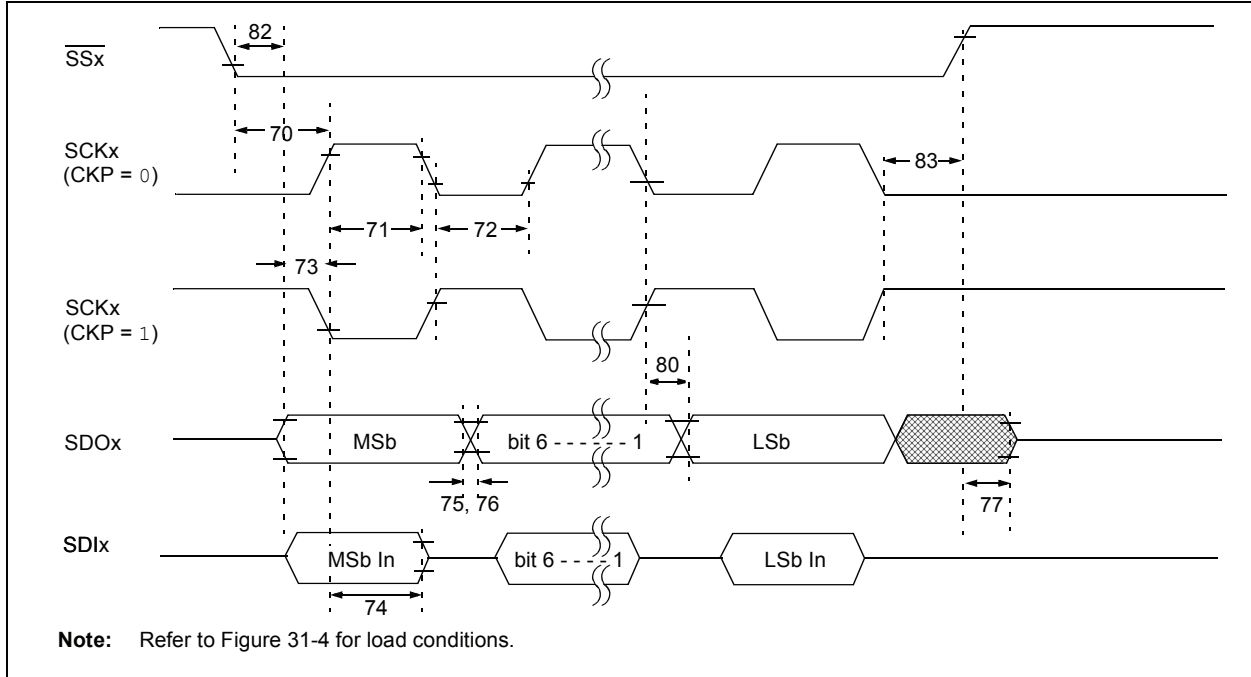 82
SSx
70
SCKx
(CKP = 0)
83
71
72
73
SCKx
(CKP = 1)
80
SDOx
MSb
bit 6 - - - - - - 1
LSb
75, 76
77
SDIx
MSb In
bit 6 - - - - 1
LSb In
74
Note: Refer to Figure 31-4 for load conditions.